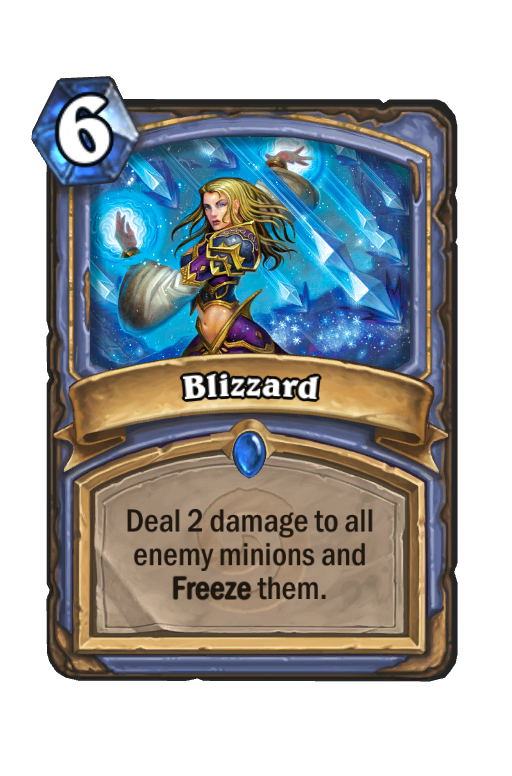 6
Blizzard
Deal 2 damage to all
enemy minions and
Freeze them.